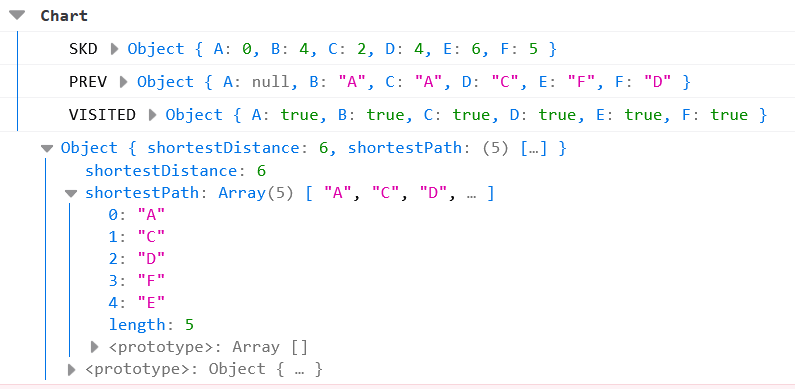 Chart
SKD Object { A: 0, B: 4, C: 2, D: 4, E: 6, F: 5 }
PREV Object { A: null, B: "A", C: "A", D: "C", E: "F", F: "D" }
VISITED Object { A: true, B: true, C: true, D: true, E: true, F: true }
Object { shortestDistance: 6, shortestPath: (5) […] }
shortestDistance: 6
shortestPath: Array(5) [ "A", "C", "D", … ]
0: "A"
1: "C"
2: "D"
3: "F"
4: "E"
length: 5
<prototype>: Array []
<prototype>: Object { … }